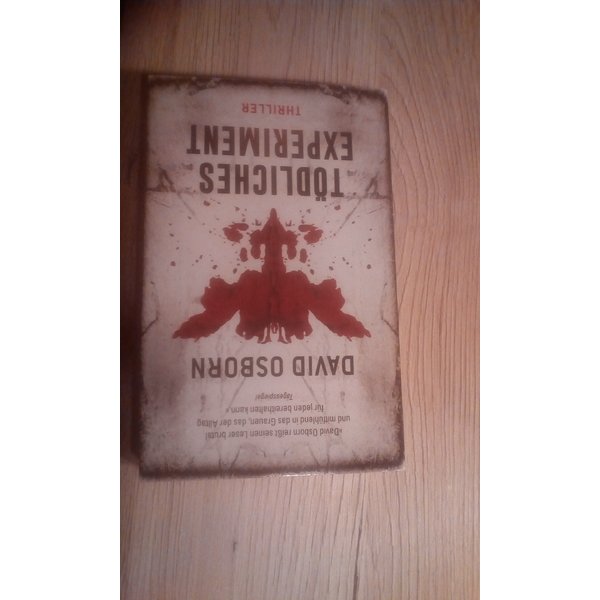 »David Osborn reißt seinen Leser brutal
und mitfühlend in das Grauen, das der Alltag
für jeden bereithalten kann.«
Tagesspiegel
DAVID OSBORN
TÖDLICHES
EXPERIMENT
THRILLER